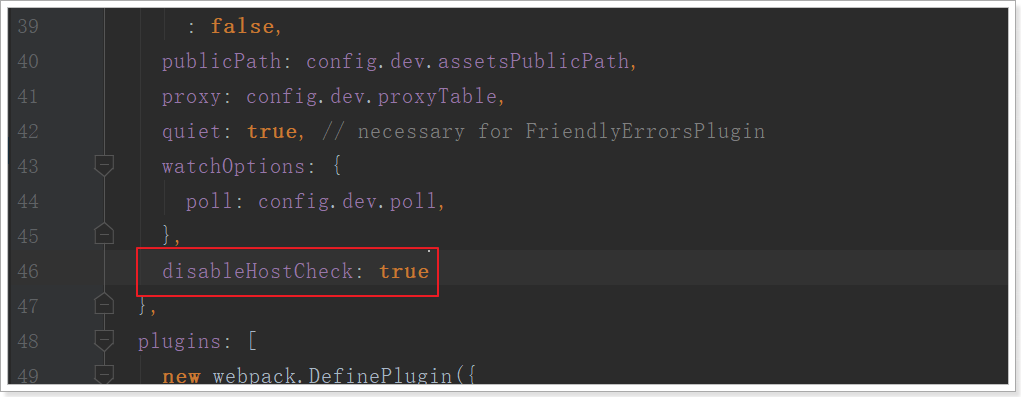 39 : false,
40 publicPath: config.dev.assetsPublicPath,
41 proxy: config.dev.proxyTable,
42 quiet: true, // necessary for FriendlyErrorsPlugin
43 watchOptions: {
44 poll: config.dev.poll,
45 },
46 disableHostCheck: true
47 },
48 plugins: [
49 new webpack.DefinePlugin({